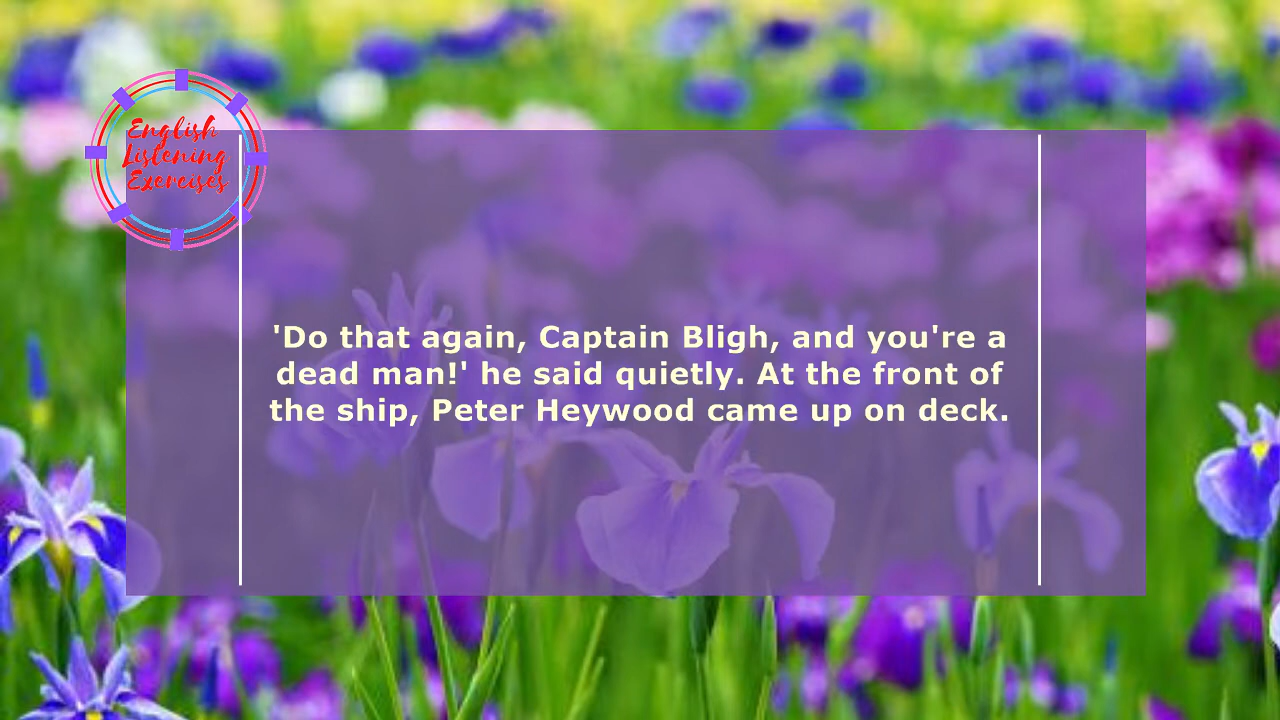 English
Listening
Exercises
'Do that again, Captain Bligh, and you're a
dead man!' he said quietly. At the front of
the ship, Peter Heywood came up on deck.